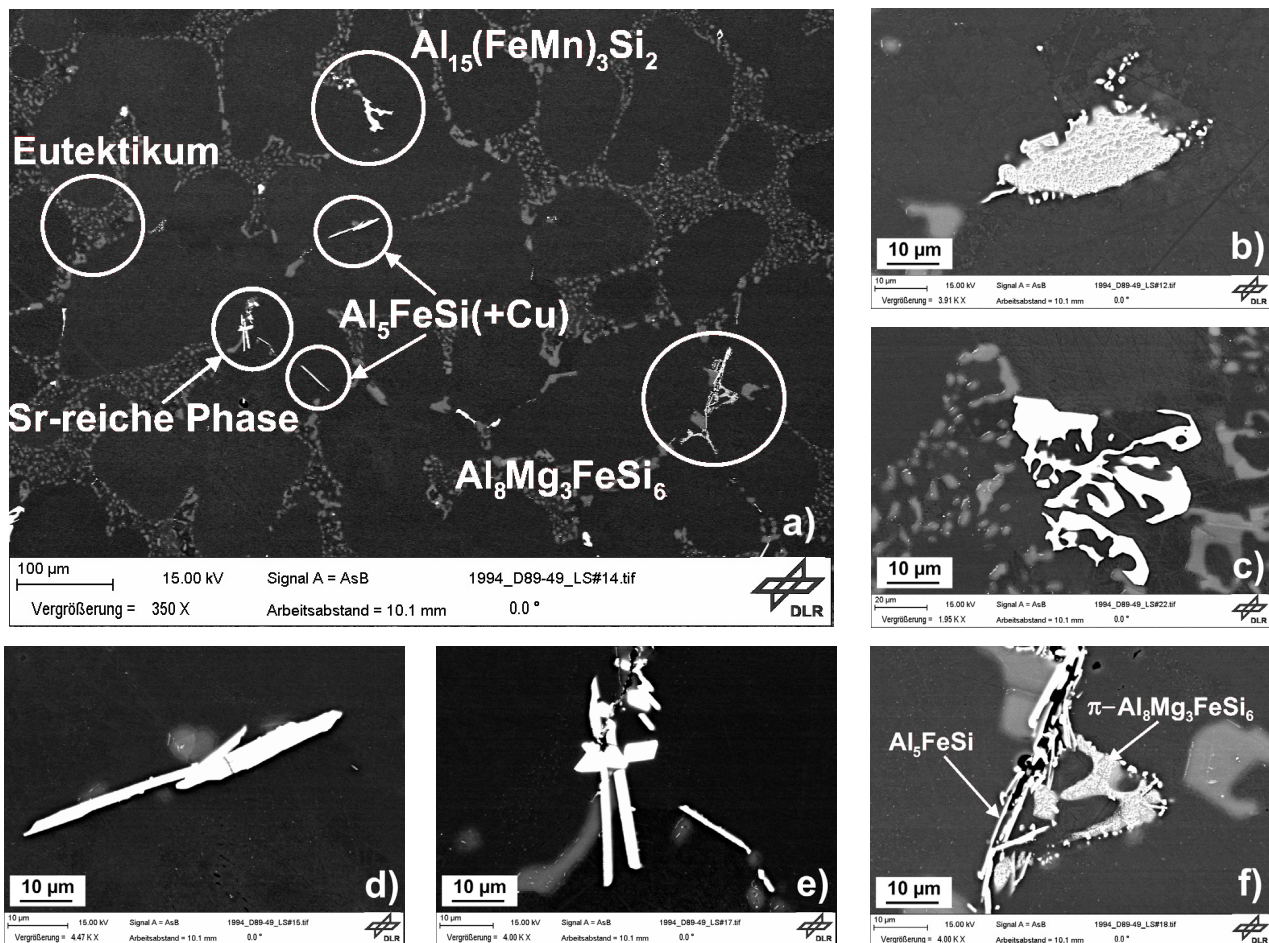 Al15(FeMn)3Si2
Eutektikum
Al5FeSi(+Cu)
Sr-reiche Phase
Al8Mg3FeSi6
a)
100 µm 15.00 kV Signal A = AsB 1994_D89-49_LS#14.tif
Vergrößerung = 350 X Arbeitsabstand = 10.1 mm 0.0 ° DLR
b)
10 µm
10 µm 15.00 kV Signal A = AsB 1994_D89-49_LS#12.tif
Vergrößerung = 3.91 K X Arbeitsabstand = 10.1 mm 0.0 ° DLR
c)
10 µm
20 µm 15.00 kV Signal A = AsB 1994_D89-49_LS#22.tif
Vergrößerung = 1.95 K X Arbeitsabstand = 10.1 mm 0.0 ° DLR
d)
10 µm
10 µm 15.00 kV Signal A = AsB 1994_D89-49_LS#15.tif
Vergrößerung = 4.47 K X Arbeitsabstand = 10.1 mm 0.0 ° DLR
e)
10 µm
10 µm 15.00 kV Signal A = AsB 1994_D89-49_LS#17.tif
Vergrößerung = 4.00 K X Arbeitsabstand = 10.1 mm 0.0 ° DLR
π−Al8Mg3FeSi6
Al5FeSi
f)
10 µm
10 µm 15.00 kV Signal A = AsB 1994_D89-49_LS#18.tif
Vergrößerung = 4.00 K X Arbeitsabstand = 10.1 mm 0.0 ° DLR